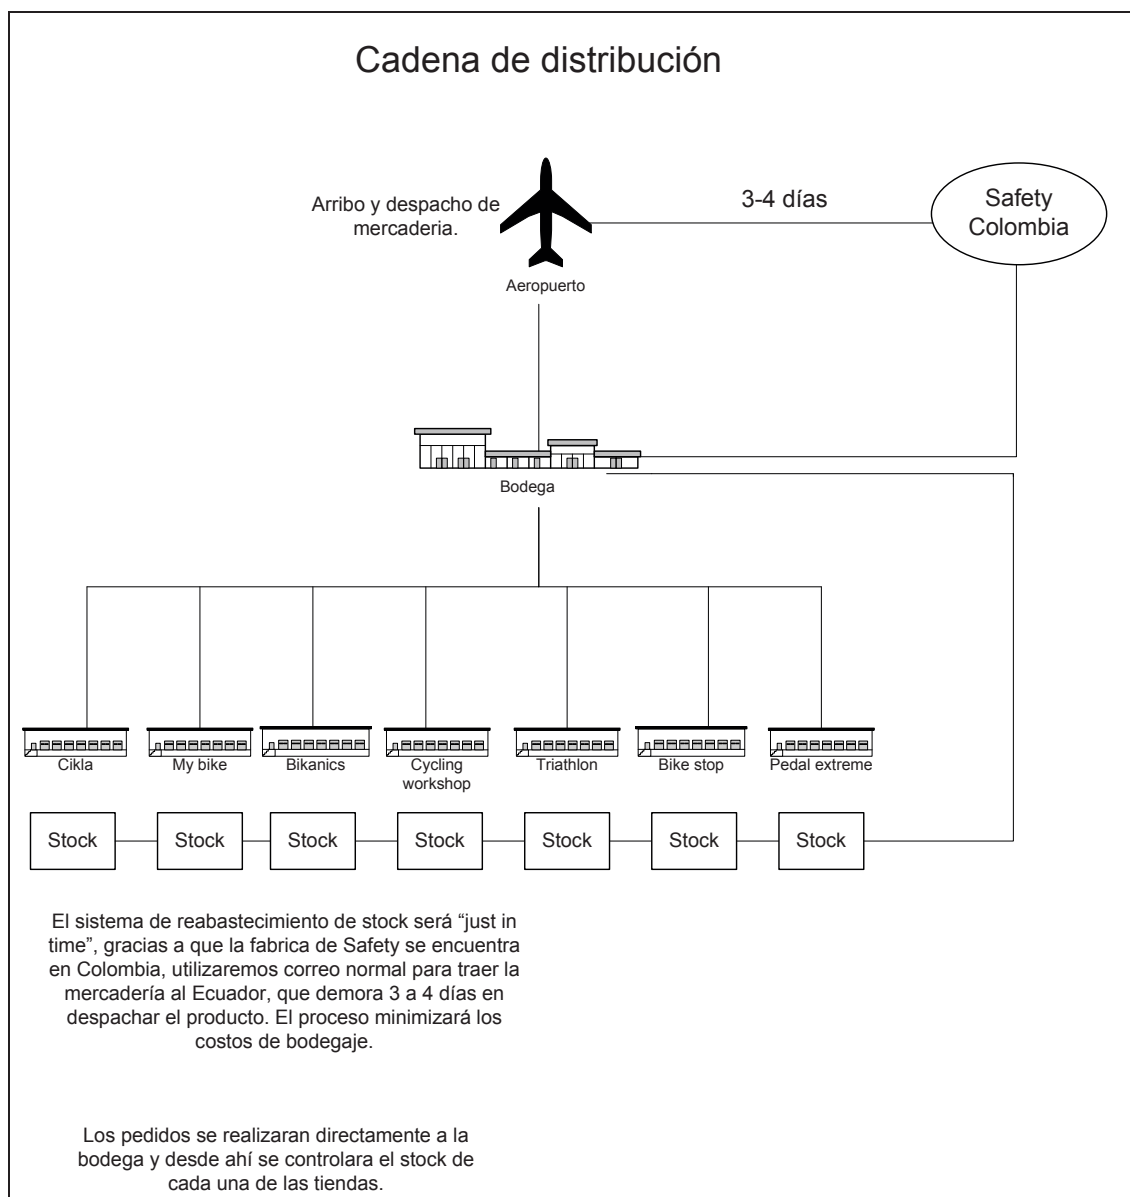 Cadena de distribución
Arribo y despacho de
mercaderia.
3-4 días
Safety
Colombia
Aeropuerto
Bodega
Cikla
My bike
Bikanics
Cycling
workshop
Triathlon
Bike stop
Pedal extreme
Stock
Stock
Stock
Stock
Stock
Stock
Stock
El sistema de reabastecimiento de stock será “just in
time”, gracias a que la fabrica de Safety se encuentra
en Colombia, utilizaremos correo normal para traer la
mercadería al Ecuador, que demora 3 a 4 días en
despachar el producto. El proceso minimizará los
costos de bodegaje.
Los pedidos se realizaran directamente a la
bodega y desde ahí se controlara el stock de
cada una de las tiendas.